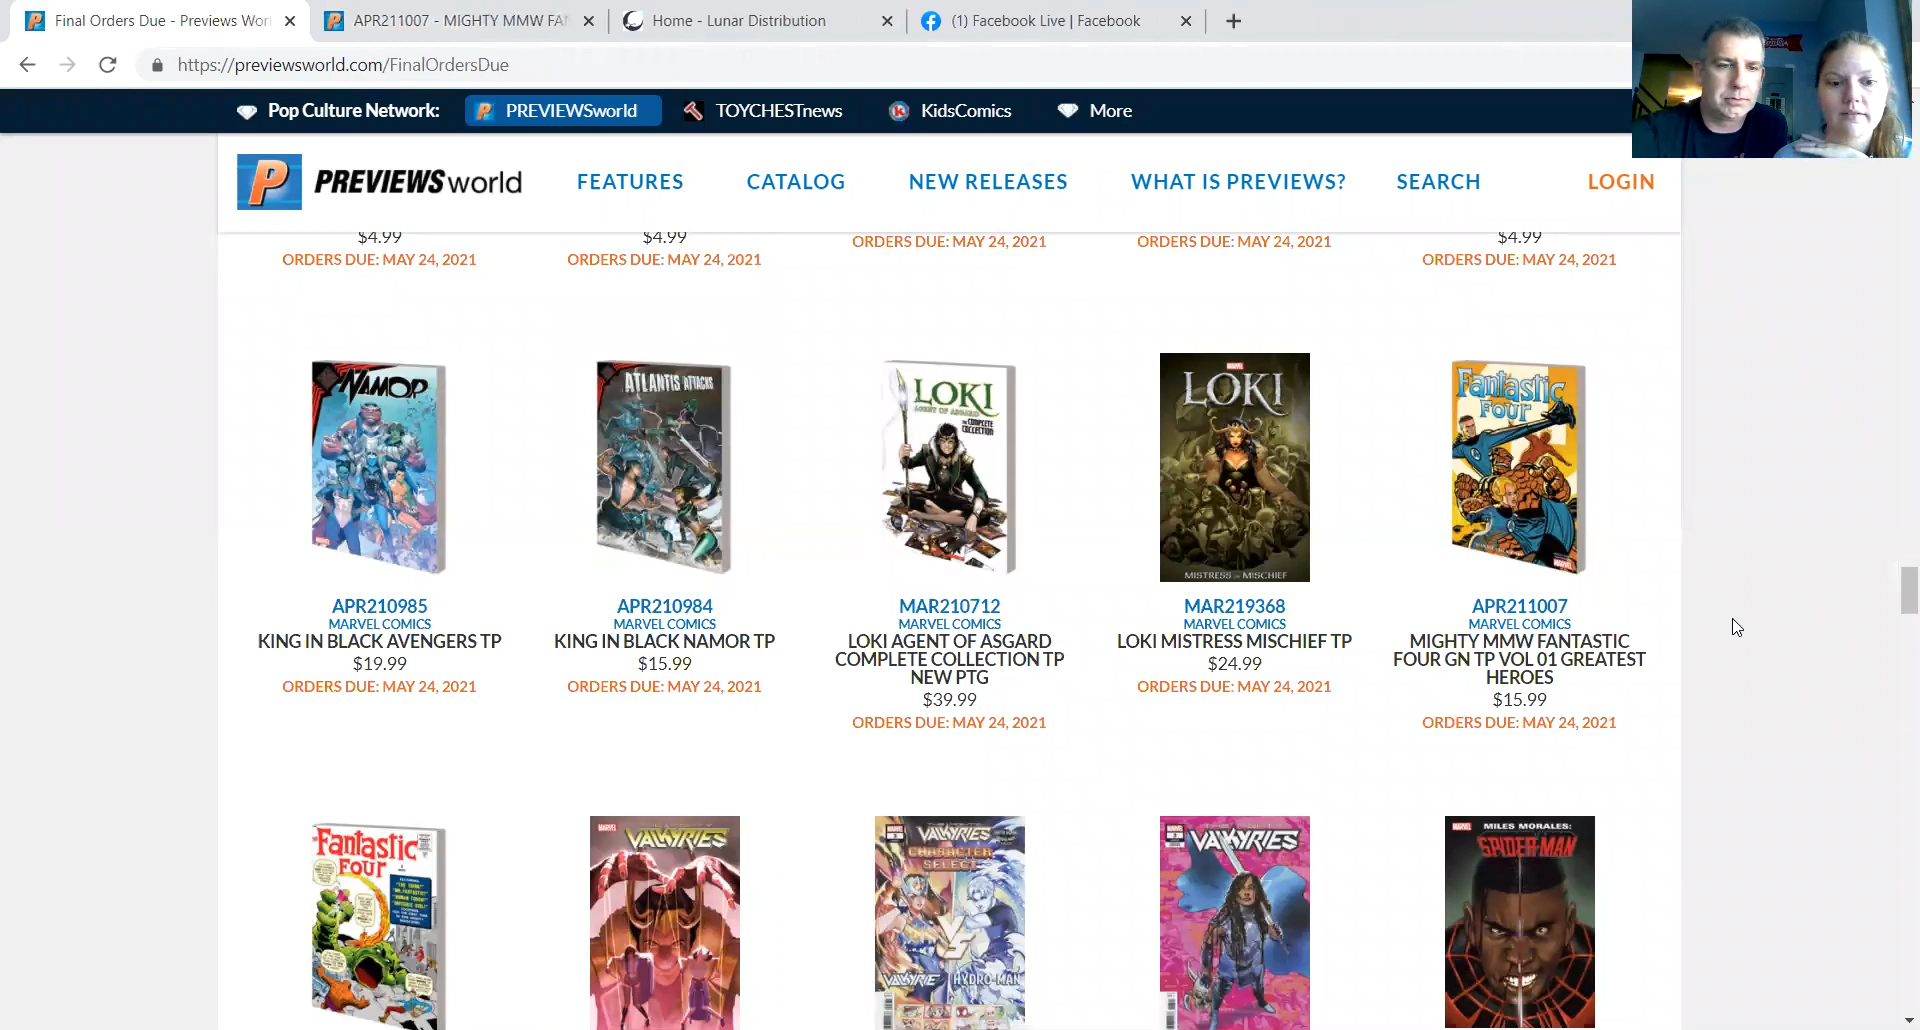 Final Orders Due - Previews Worl
APR211007 - MIGHTY MMW FAN
Home - Lunar Distribution
(1) Facebook Live | Facebook
https://previewsworld.com/FinalOrdersDue
Pop Culture Network:
PREVIEWSworld
TOYCHESTnews
KidsComics
More
PREVIEWSworld
FEATURES
CATALOG
NEW RELEASES
WHAT IS PREVIEWS?
SEARCH
LOGIN
$4.99
ORDERS DUE: MAY 24, 2021
$4.99
ORDERS DUE: MAY 24, 2021
ORDERS DUE: MAY 24, 2021
ORDERS DUE: MAY 24, 2021
$4.99
ORDERS DUE: MAY 24, 2021
NAMOR
APR210985
MARVEL COMICS
KING IN BLACK AVENGERS TP
$19.99
ORDERS DUE: MAY 24, 2021
ATLANTIS ATTACKS
APR210984
MARVEL COMICS
KING IN BLACK NAMOR TP
$15.99
ORDERS DUE: MAY 24, 2021
LOKI
AGENT OF ASGARD
THE COMPLETE
COLLECTION
MAR210712
MARVEL COMICS
LOKI AGENT OF ASGARD
COMPLETE COLLECTION TP
NEW PTG
$39.99
ORDERS DUE: MAY 24, 2021
MARVEL
LOKI
MISTRESS OF MISCHIEF
MAR219368
MARVEL COMICS
LOKI MISTRESS MISCHIEF TP
$24.99
ORDERS DUE: MAY 24, 2021
Fantastic
FOUR
MARVEL
APR211007
MARVEL COMICS
MIGHTY MMW FANTASTIC
FOUR GN TP VOL 01 GREATEST
HEROES
$15.99
ORDERS DUE: MAY 24, 2021
Fantastic
FOUR
MARVEL
VALKYRIES
MARVEL
VALKYRIES
CHARACTER
SELECT
VS
VALKYRIE
HYDRO-MAN
MARVEL
VALKYRIES
MARVEL
MILES MORALES:
SPIDER-MAN